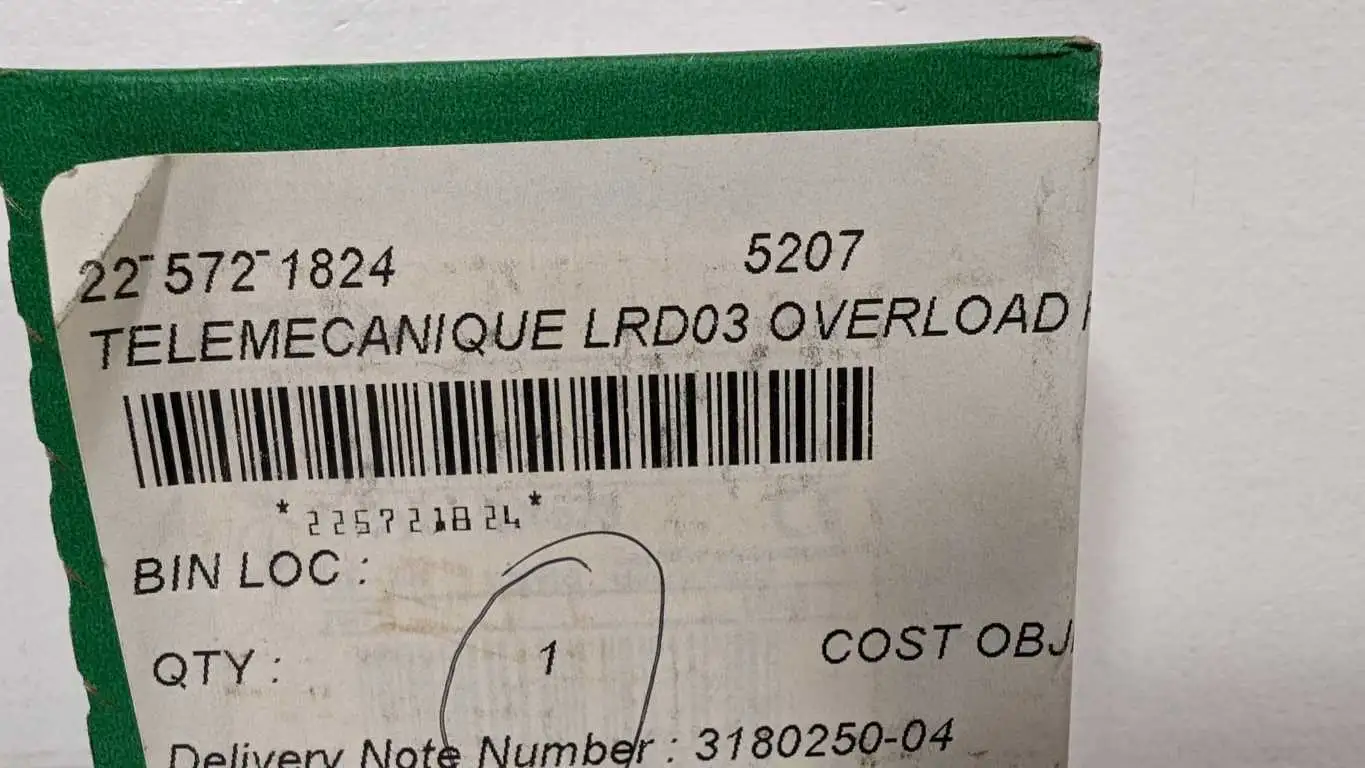 22-572-1824 5207
TELEMECANIQUE LRD03 OVERLOAD
*225721824*
BIN LOC :
QTY : 1 COST OBJ
Delivery Note Number : 3180250-04